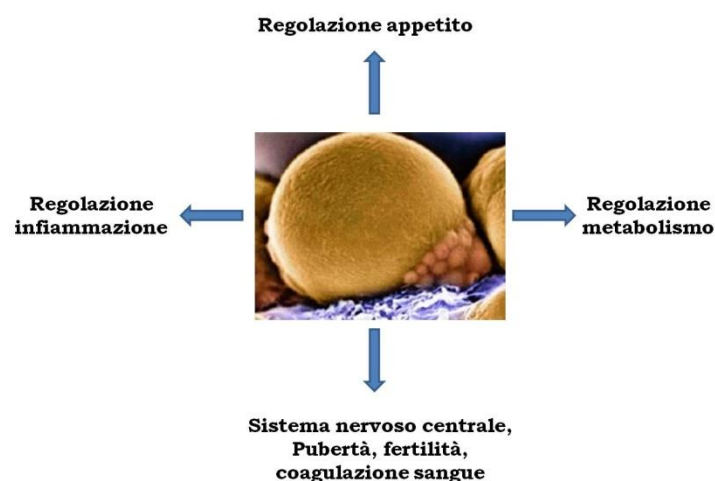 Regolazione appetito
Regolazione
infiammazione
Regolazione
metabolismo
Sistema nervoso centrale,
Pubertà, fertilità,
coagulazione sangue